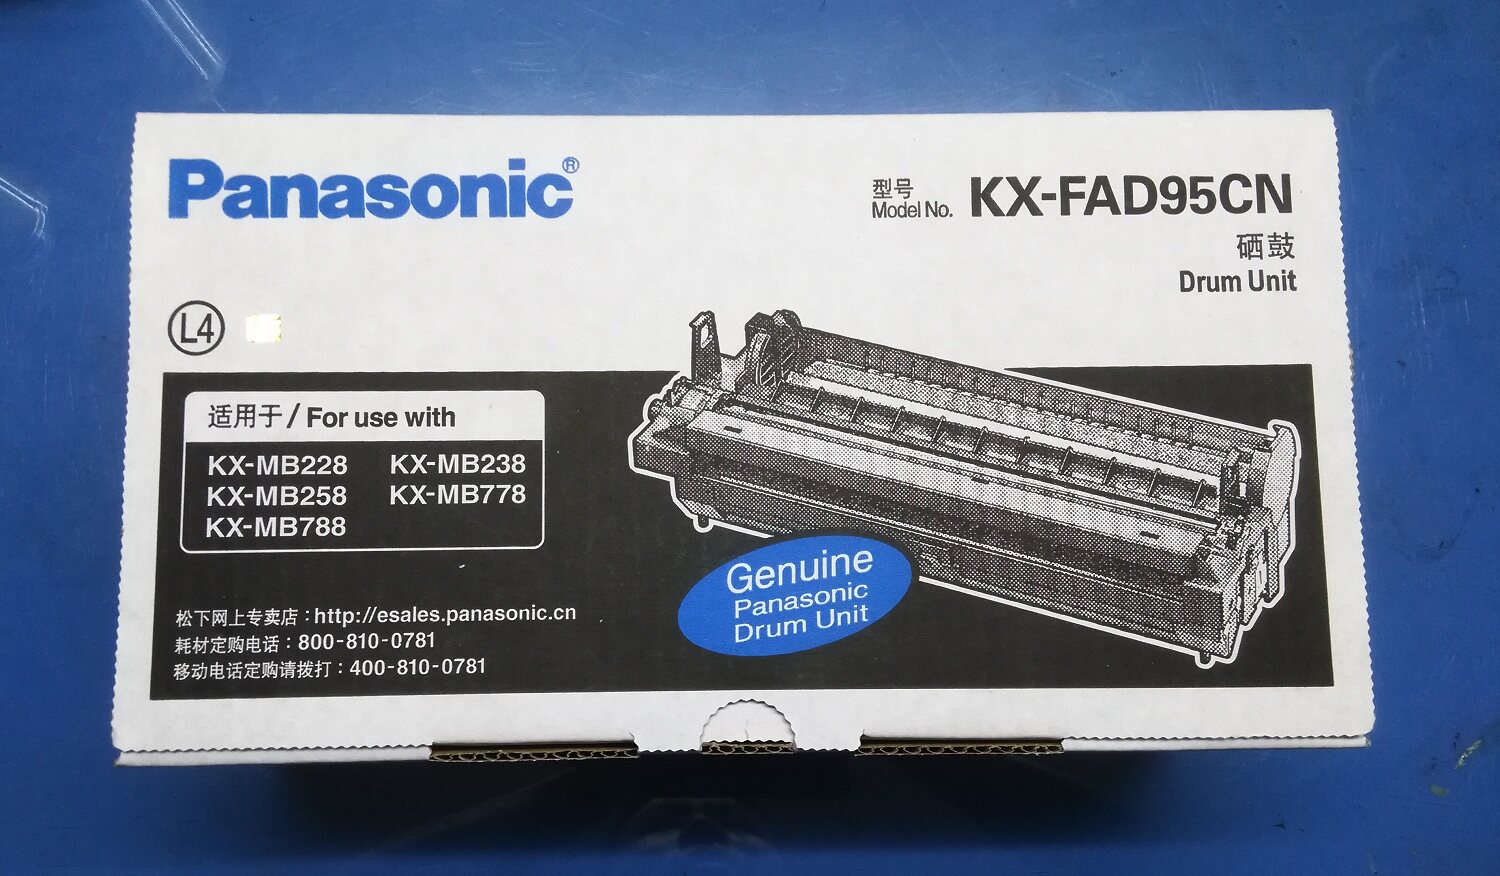 Panasonic®
型号
Model No. KX-FAD95CN
硒鼓
Drum Unit
L4
适用于/For use with
KX-MB228 KX-MB238
KX-MB258 KX-MB778
KX-MB788
Genuine
Panasonic
Drum Unit
松下网上专卖店：http://esales.panasonic.cn
耗材定购电话：800-810-0781
移动电话定购请拨打：400-810-0781